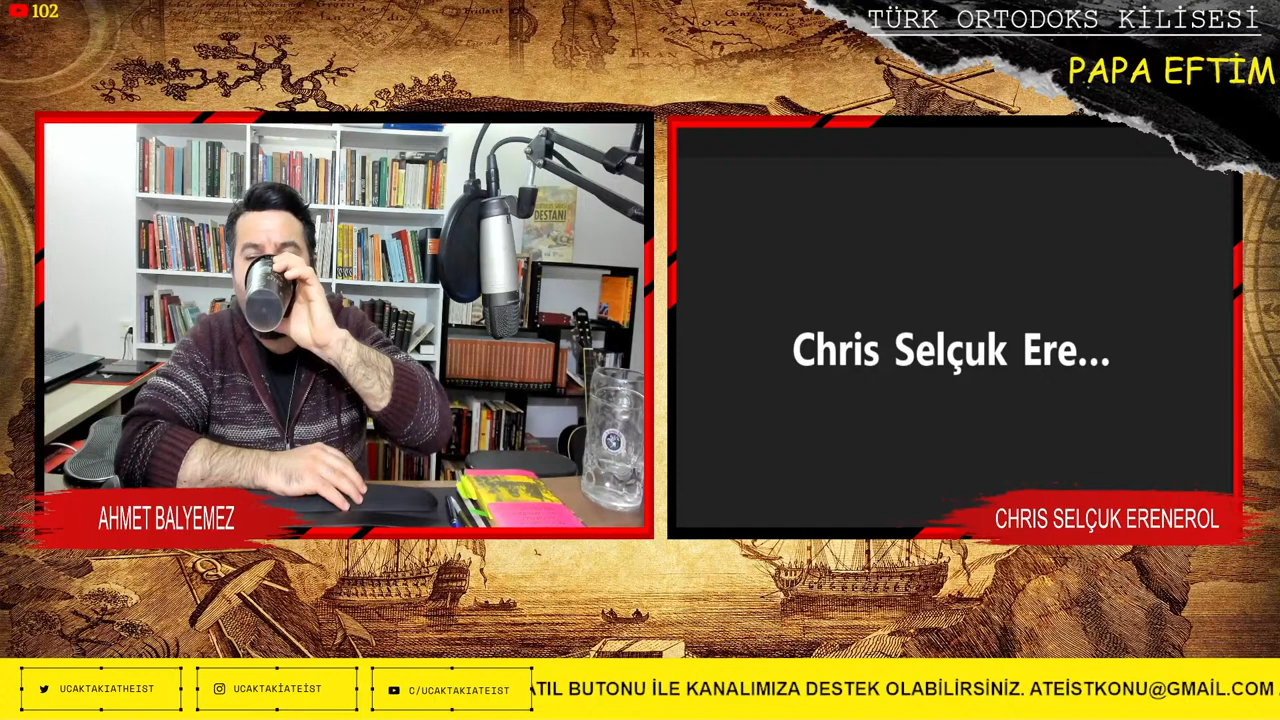 102
TÜRK ORTODOKS KİLİSESİ
PAPA EFTİM
DESTANI
Chris Selçuk Ere...
AHMET BALYEMEZ
CHRIS SELÇUK ERENEROL
UCAKTAKIATHEIST
UCAKTAKİATEİST
C/UCAKTAKIATEIST
ATIL BUTONU İLE KANALIMIZA DESTEK OLABİLİRSİNİZ. ATEİSTKONU@GMAIL.COM